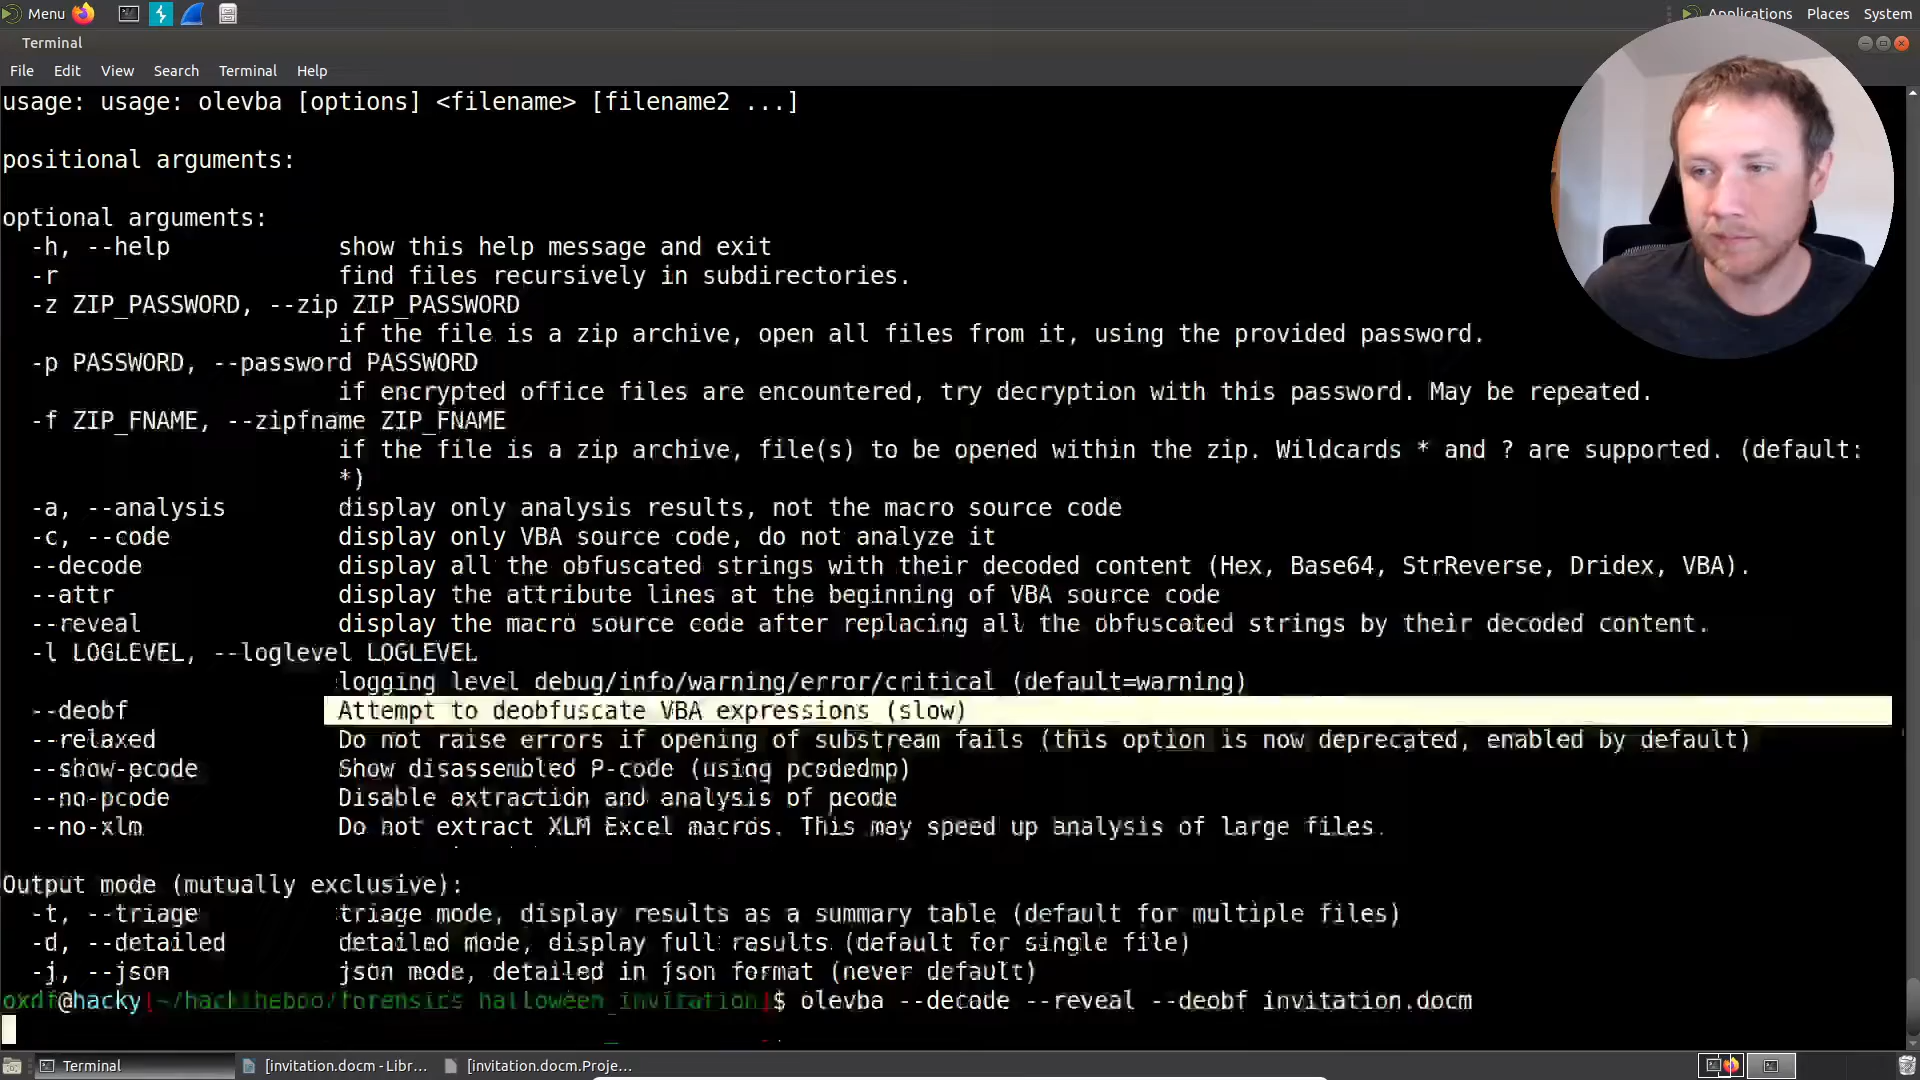 Menu
Applications Places System
Terminal
File Edit View Search Terminal Help
usage: usage: olevba [options] <filename> [filename2 ...]
positional arguments:
optional arguments:
-h, --help show this help message and exit
-r find files recursively in subdirectories.
-z ZIP_PASSWORD, --zip ZIP_PASSWORD
if the file is a zip archive, open all files from it, using the provided password.
-p PASSWORD, --password PASSWORD
if encrypted office files are encountered, try decryption with this password. May be repeated.
-f ZIP_FNAME, --zipfname ZIP_FNAME
if the file is a zip archive, file(s) to be opened within the zip. Wildcards * and ? are supported. (default:
*)
-a, --analysis display only analysis results, not the macro source code
-c, --code display only VBA source code, do not analyze it
--decode display all the obfuscated strings with their decoded content (Hex, Base64, StrReverse, Dridex, VBA).
--attr display the attribute lines at the beginning of VBA source code
--reveal display the macro source code after replacing all the obfuscated strings by their decoded content.
-l LOGLEVEL, --loglevel LOGLEVEL
logging level debug/info/warning/error/critical (default=warning)
--deobf Attempt to deobfuscate VBA expressions (slow)
--relaxed Do not raise errors if opening of substream fails (this option is now deprecated, enabled by default)
--show-pcode Show disassembled P-code (using pcodedmp)
--no-pcode Disable extraction and analysis of pcode
--no-xlm Do not extract XLM Excel macros. This may speed up analysis of large files.
Output mode (mutually exclusive):
-t, --triage triage mode, display results as a summary table (default for multiple files)
-d, --detailed detailed mode, display full results (default for single file)
-j, --json json mode, detailed in json format (never default)
oxdf@hacky[~/hacktheboo/forensics halloween_invitation]$ olevba --decode --reveal --deobf invitation.docm
Terminal [invitation.docm - Libr... [invitation.docm.Proje...